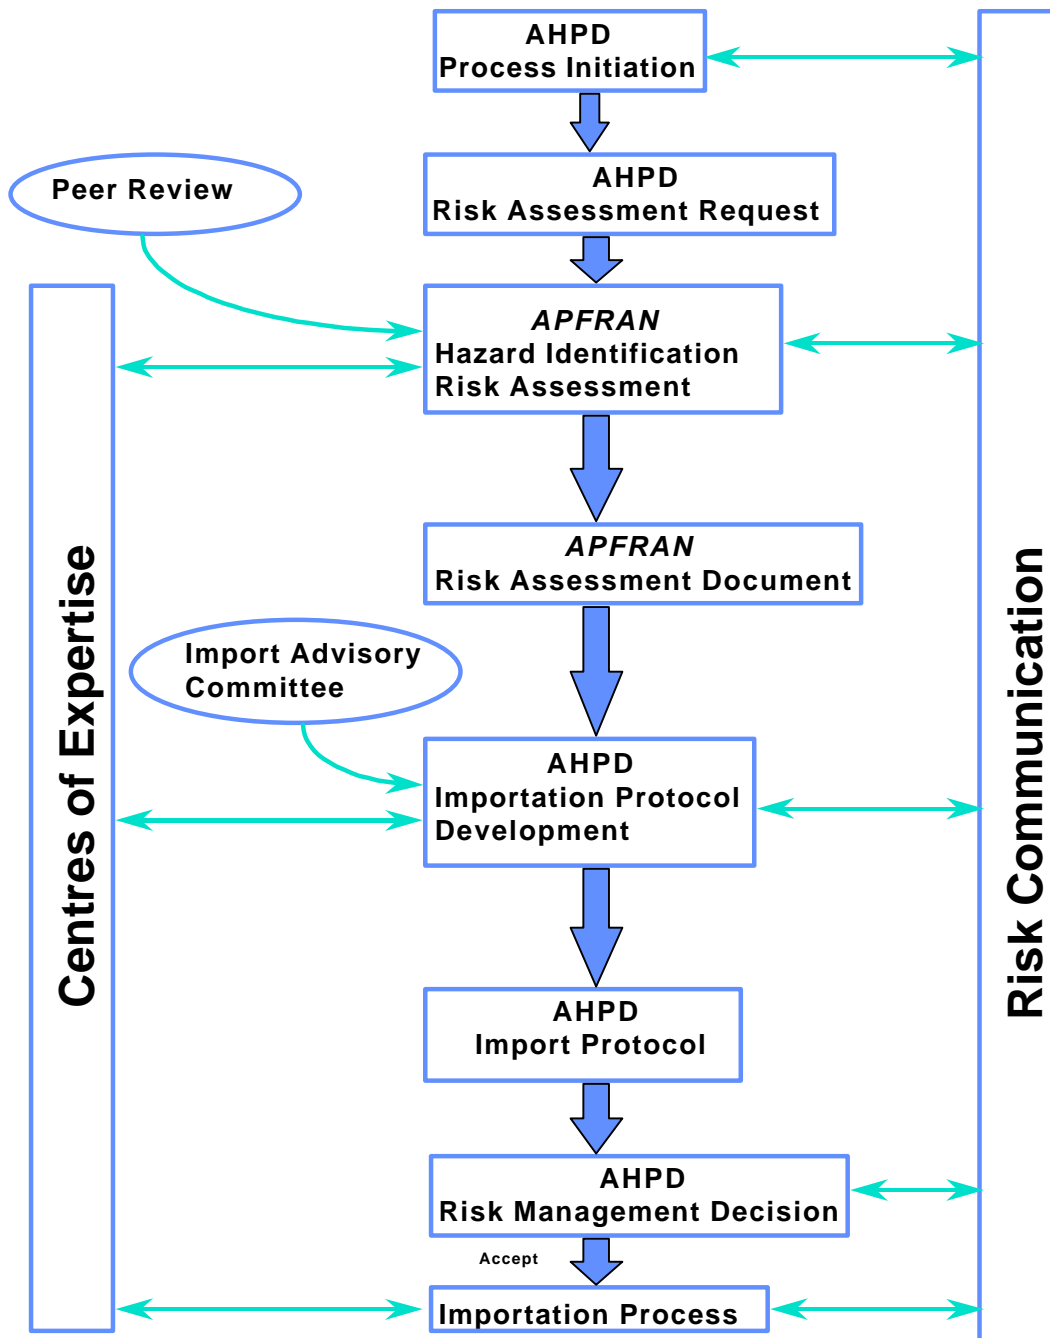 AHPD
Process Initiation
Peer Review
AHPD
Risk Assessment Request
APFRAN
Hazard Identification
Risk Assessment
APFRAN
Risk Assessment Document
Centres of Expertise
Risk Communication
Import Advisory
Committee
AHPD
Importation Protocol
Development
AHPD
Import Protocol
AHPD
Risk Management Decision
Accept
Importation Process